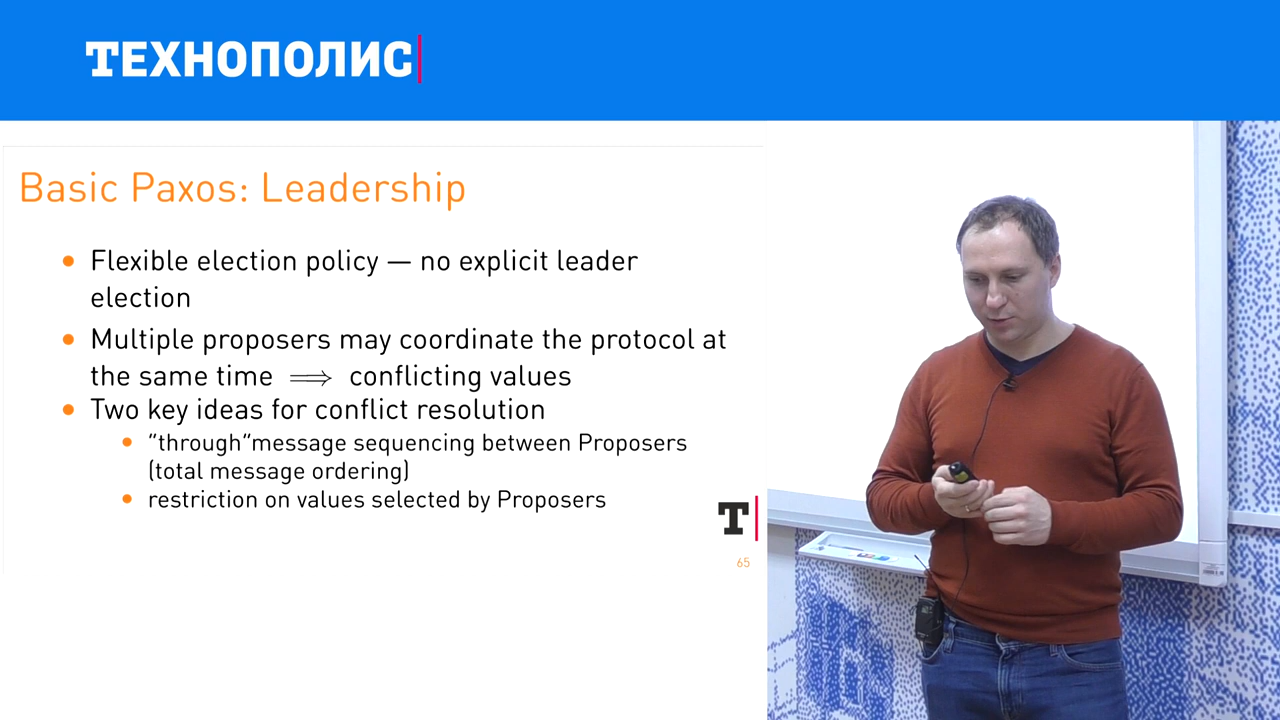 ТЕХНОПОЛИС
Basic Paxos: Leadership
Flexible election policy — no explicit leader
election
Multiple proposers may coordinate the protocol at
the same time ⟹ conflicting values
Two key ideas for conflict resolution
"through"message sequencing between Proposers
(total message ordering)
restriction on values selected by Proposers
T
65